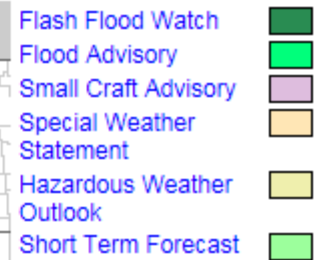 Flash Flood Watch
Flood Advisory
Small Craft Advisory
Special Weather
Statement
Hazardous Weather
Outlook
Short Term Forecast